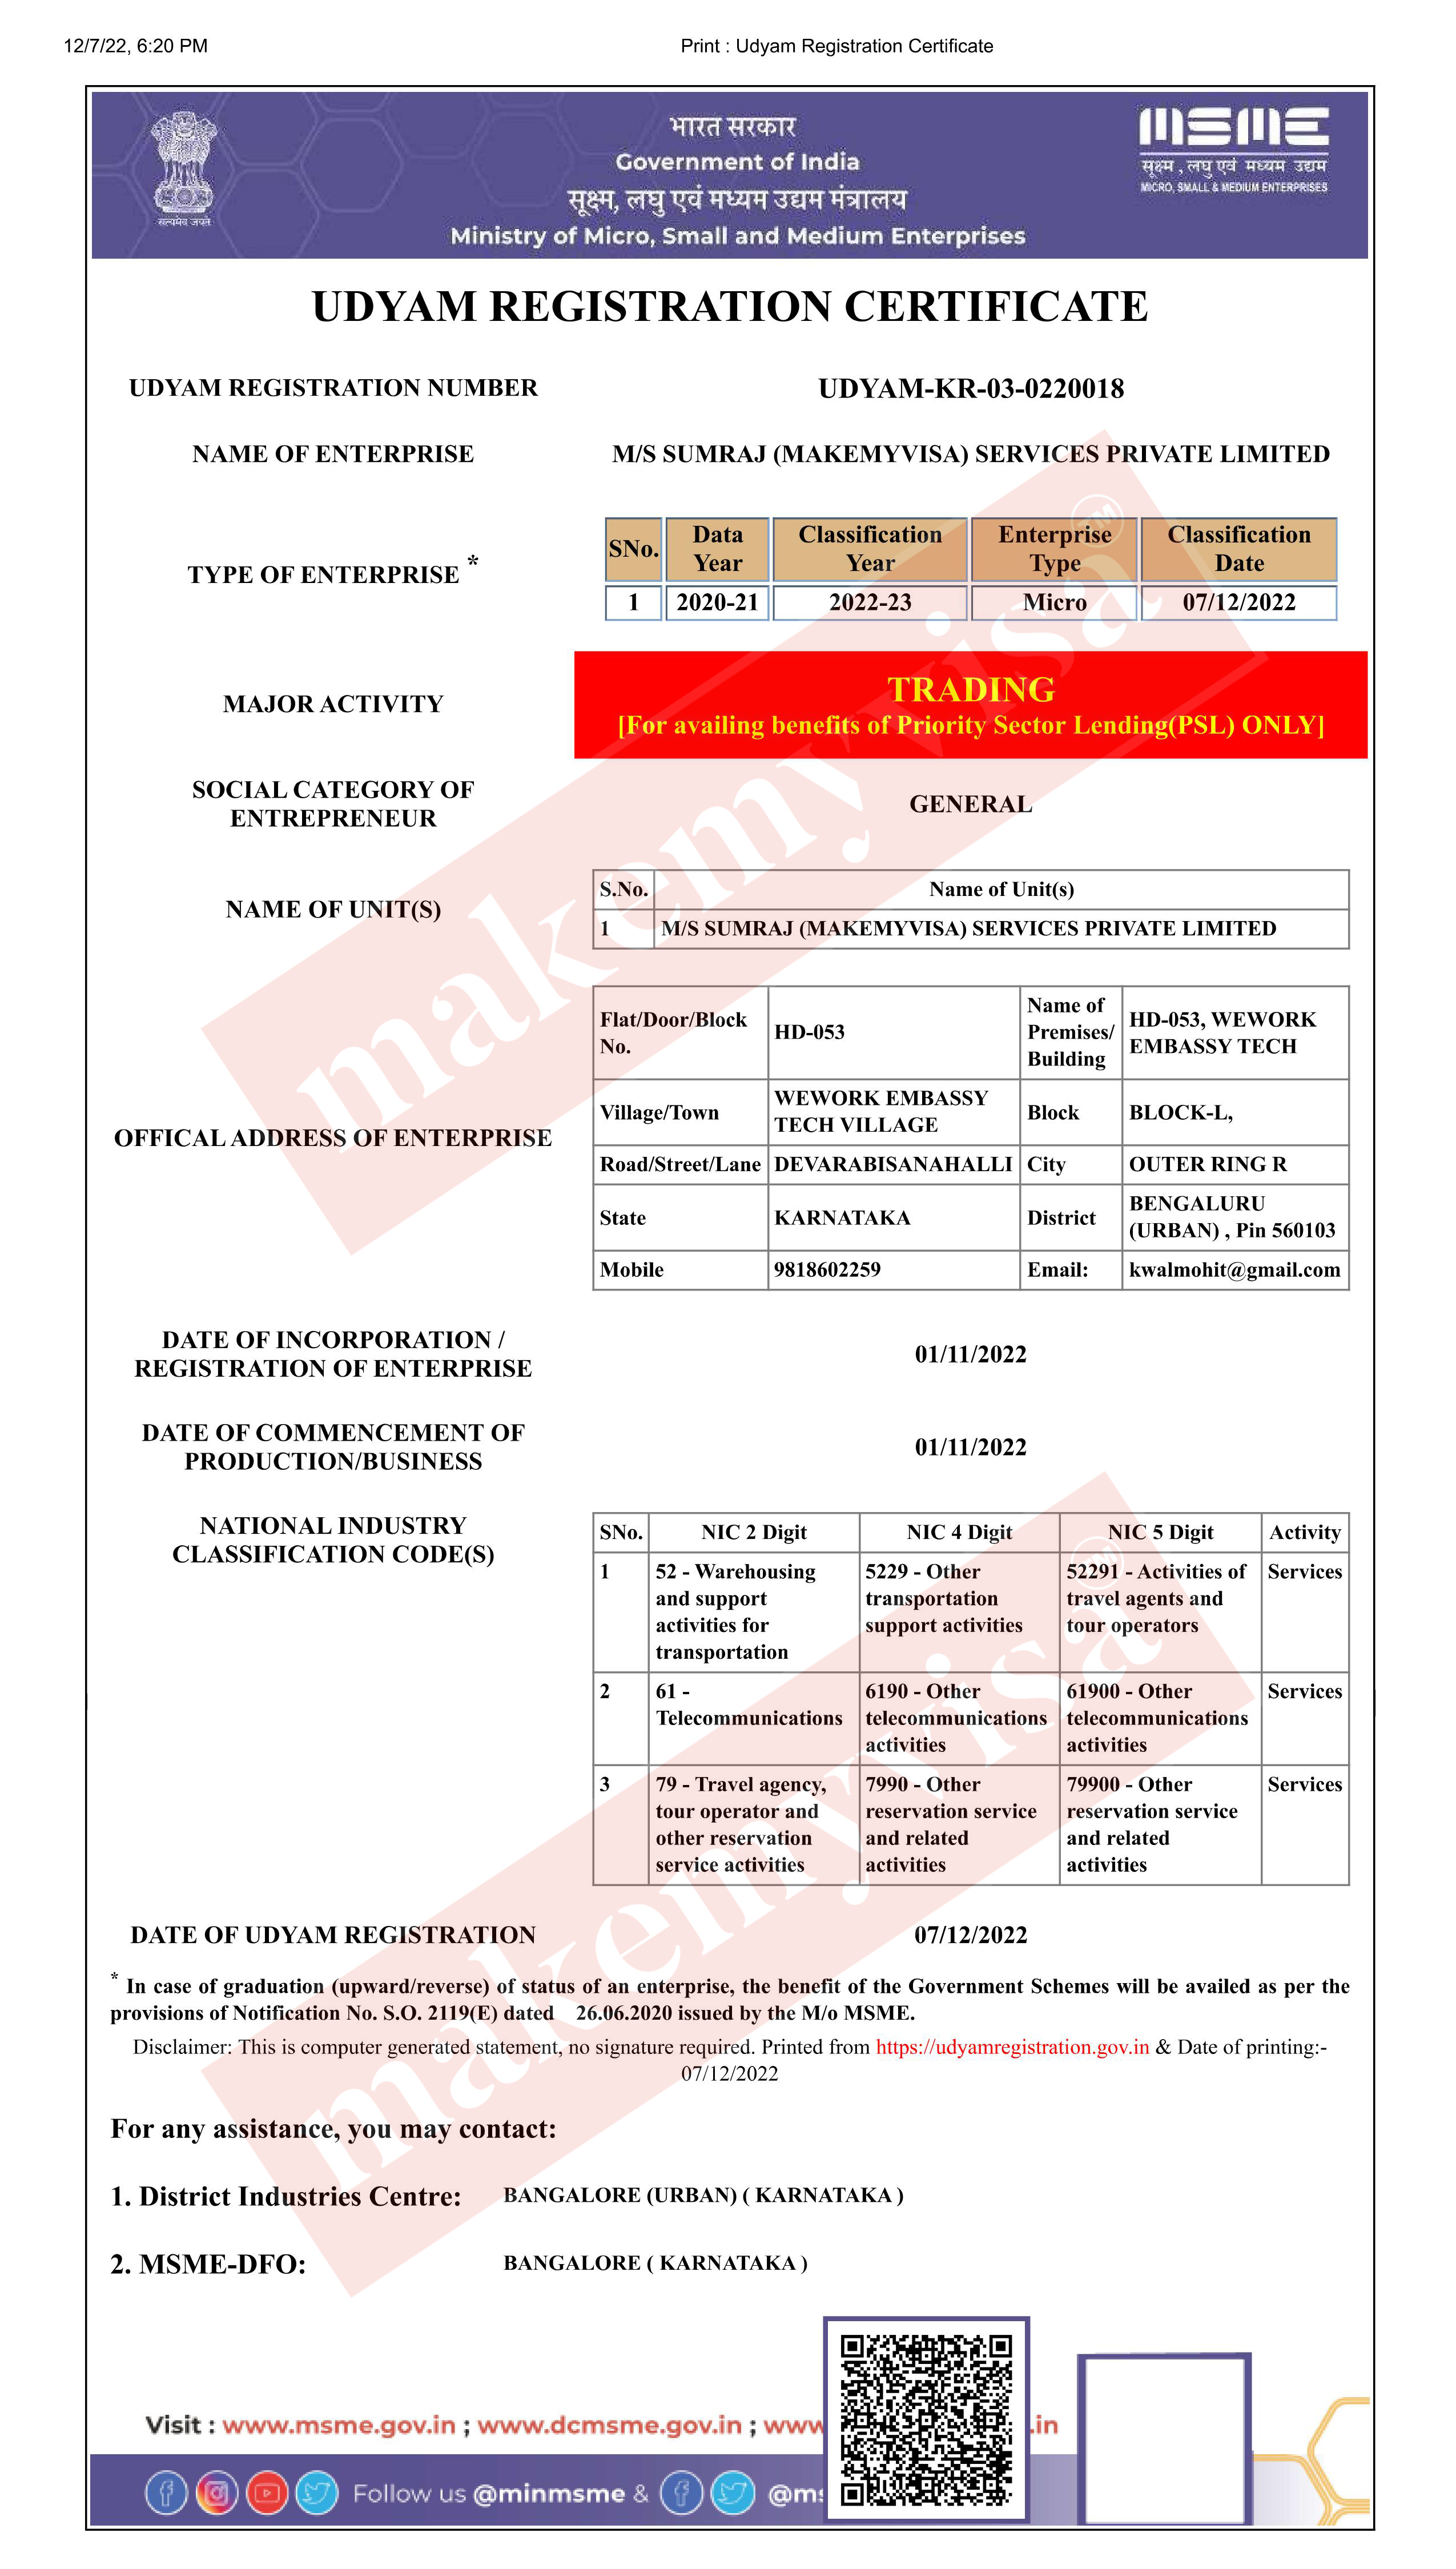 12/7/22, 6:20 PM
Print : Udyam Registration Certificate
भारत सरकार
Government of India
सूक्ष्म, लघु एवं मध्यम उद्यम मंत्रालय
Ministry of Micro, Small and Medium Enterprises
सत्यमेव जयते
MSME
सूक्ष्म , लघु एवं मध्यम उद्यम
MICRO, SMALL & MEDIUM ENTERPRISES
UDYAM REGISTRATION CERTIFICATE
UDYAM REGISTRATION NUMBER
UDYAM-KR-03-0220018
NAME OF ENTERPRISE
M/S SUMRAJ (MAKEMYVISA) SERVICES PRIVATE LIMITED
TYPE OF ENTERPRISE *
SNo. Data Year Classification Year Enterprise Type Classification Date
1 2020-21 2022-23 Micro 07/12/2022
MAJOR ACTIVITY
TRADING
[For availing benefits of Priority Sector Lending(PSL) ONLY]
SOCIAL CATEGORY OF
ENTREPRENEUR
GENERAL
NAME OF UNIT(S)
S.No. Name of Unit(s)
1 M/S SUMRAJ (MAKEMYVISA) SERVICES PRIVATE LIMITED
OFFICAL ADDRESS OF ENTERPRISE
Flat/Door/Block No. HD-053 Name of Premises/ Building HD-053, WEWORK EMBASSY TECH
Village/Town WEWORK EMBASSY TECH VILLAGE Block BLOCK-L,
Road/Street/Lane DEVARABISANAHALLI City OUTER RING R
State KARNATAKA District BENGALURU (URBAN) , Pin 560103
Mobile 9818602259 Email: kwalmohit@gmail.com
DATE OF INCORPORATION /
REGISTRATION OF ENTERPRISE
01/11/2022
DATE OF COMMENCEMENT OF
PRODUCTION/BUSINESS
01/11/2022
NATIONAL INDUSTRY
CLASSIFICATION CODE(S)
SNo. NIC 2 Digit NIC 4 Digit NIC 5 Digit Activity
1 52 - Warehousing and support activities for transportation 5229 - Other transportation support activities 52291 - Activities of travel agents and tour operators Services
2 61 - Telecommunications 6190 - Other telecommunications activities 61900 - Other telecommunications activities Services
3 79 - Travel agency, tour operator and other reservation service activities 7990 - Other reservation service and related activities 79900 - Other reservation service and related activities Services
DATE OF UDYAM REGISTRATION
07/12/2022
* In case of graduation (upward/reverse) of status of an enterprise, the benefit of the Government Schemes will be availed as per the
provisions of Notification No. S.O. 2119(E) dated 26.06.2020 issued by the M/o MSME.
Disclaimer: This is computer generated statement, no signature required. Printed from https://udyamregistration.gov.in & Date of printing:-
07/12/2022
For any assistance, you may contact:
1. District Industries Centre: BANGALORE (URBAN) ( KARNATAKA )
2. MSME-DFO: BANGALORE ( KARNATAKA )
Visit : www.msme.gov.in ; www.dcmsme.gov.in ; www .in
Follow us @minmsme & @ms
makemyvisa TM
makemyvisa TM